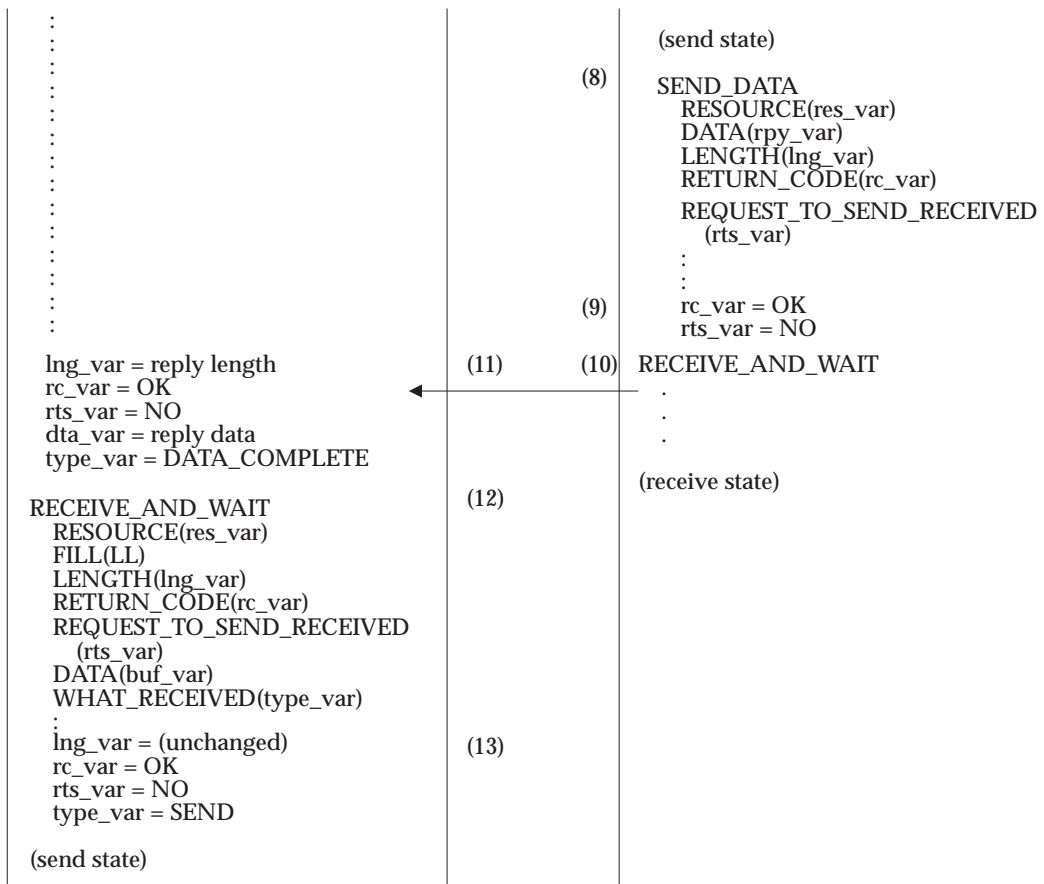 (send state)
(8)
SEND_DATA
RESOURCE(res_var)
DATA(rpy_var)
LENGTH(lng_var)
RETURN_CODE(rc_var)
REQUEST_TO_SEND_RECEIVED
(rts_var)
:
:
(9)
rc_var = OK
rts_var = NO
lng_var = reply length
rc_var = OK
rts_var = NO
dta_var = reply data
type_var = DATA_COMPLETE
(11)
(10)
RECEIVE_AND_WAIT
.
.
.
(receive state)
(12)
RECEIVE_AND_WAIT
RESOURCE(res_var)
FILL(LL)
LENGTH(lng_var)
RETURN_CODE(rc_var)
REQUEST_TO_SEND_RECEIVED
(rts_var)
DATA(buf_var)
WHAT_RECEIVED(type_var)
:
lng_var = (unchanged)
(13)
rc_var = OK
rts_var = NO
type_var = SEND
(send state)